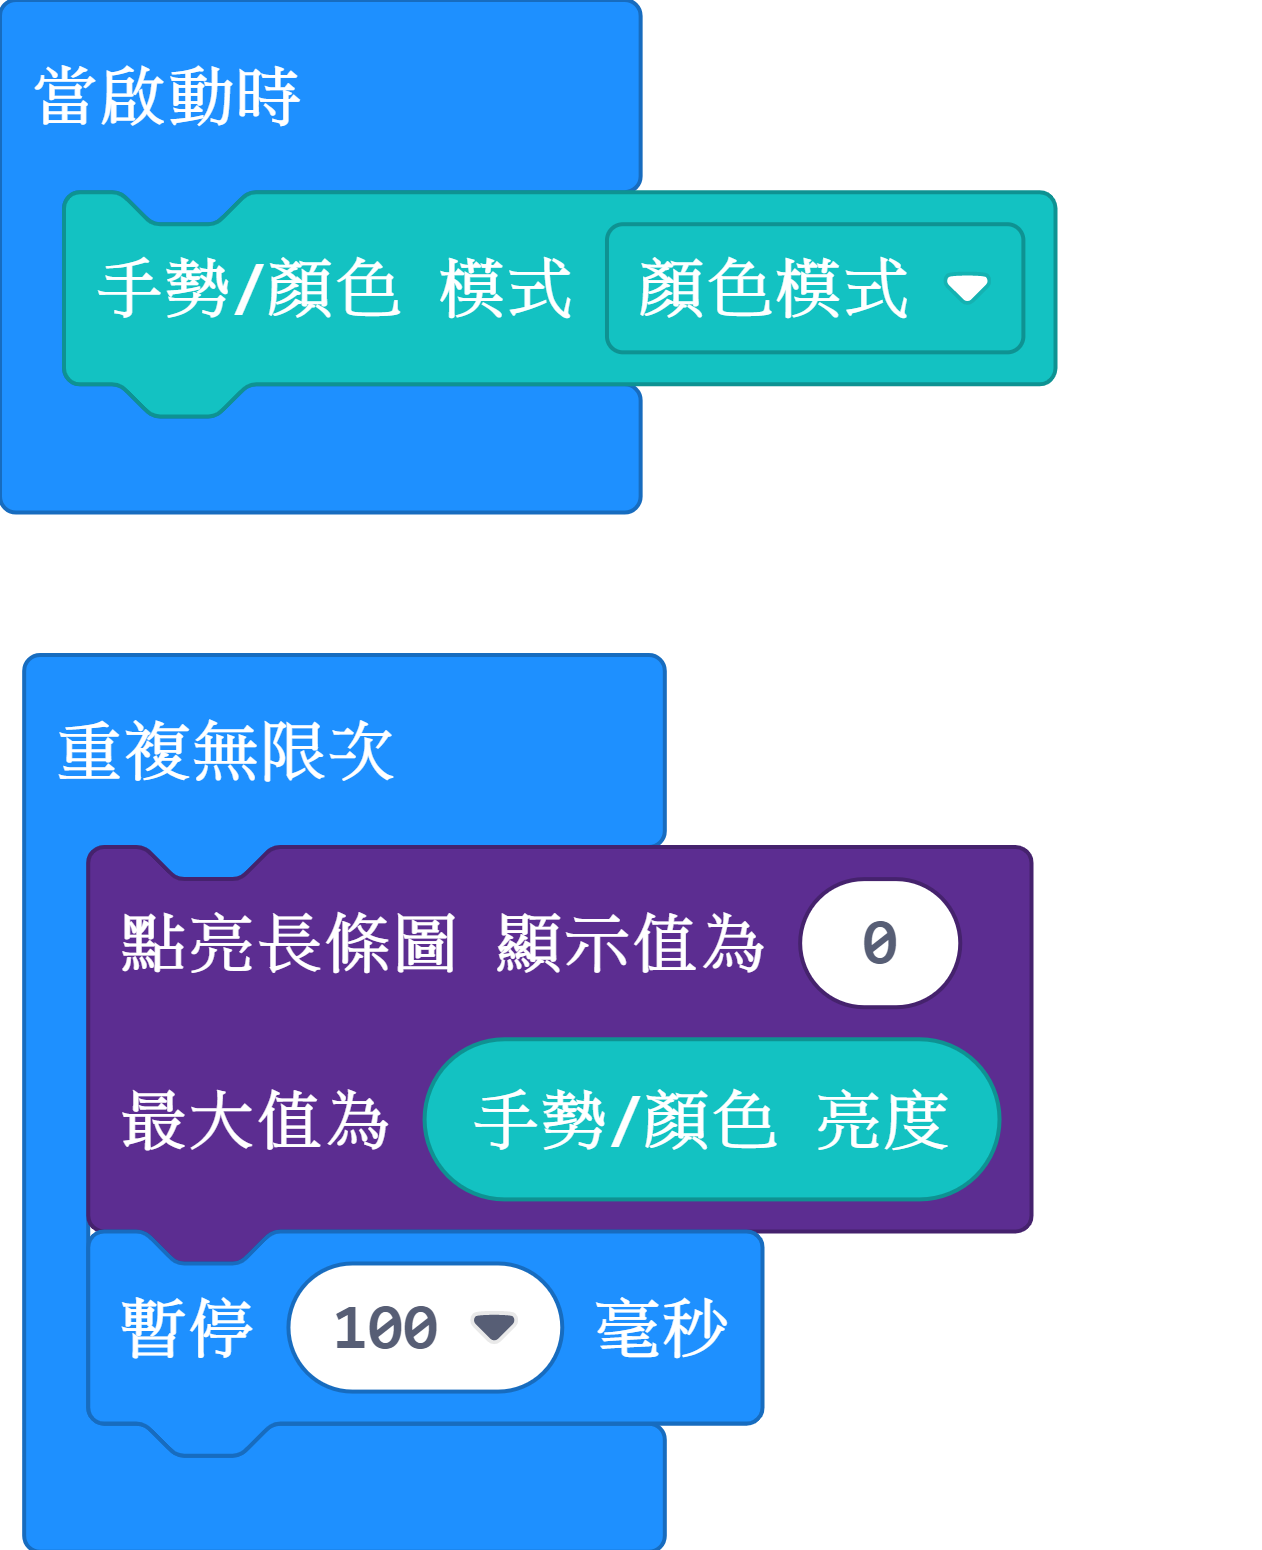 當啟動時
手勢/顏色 模式 顏色模式
重複無限次
點亮長條圖 顯示值為 0
最大值為 手勢/顏色 亮度
暫停 100 毫秒